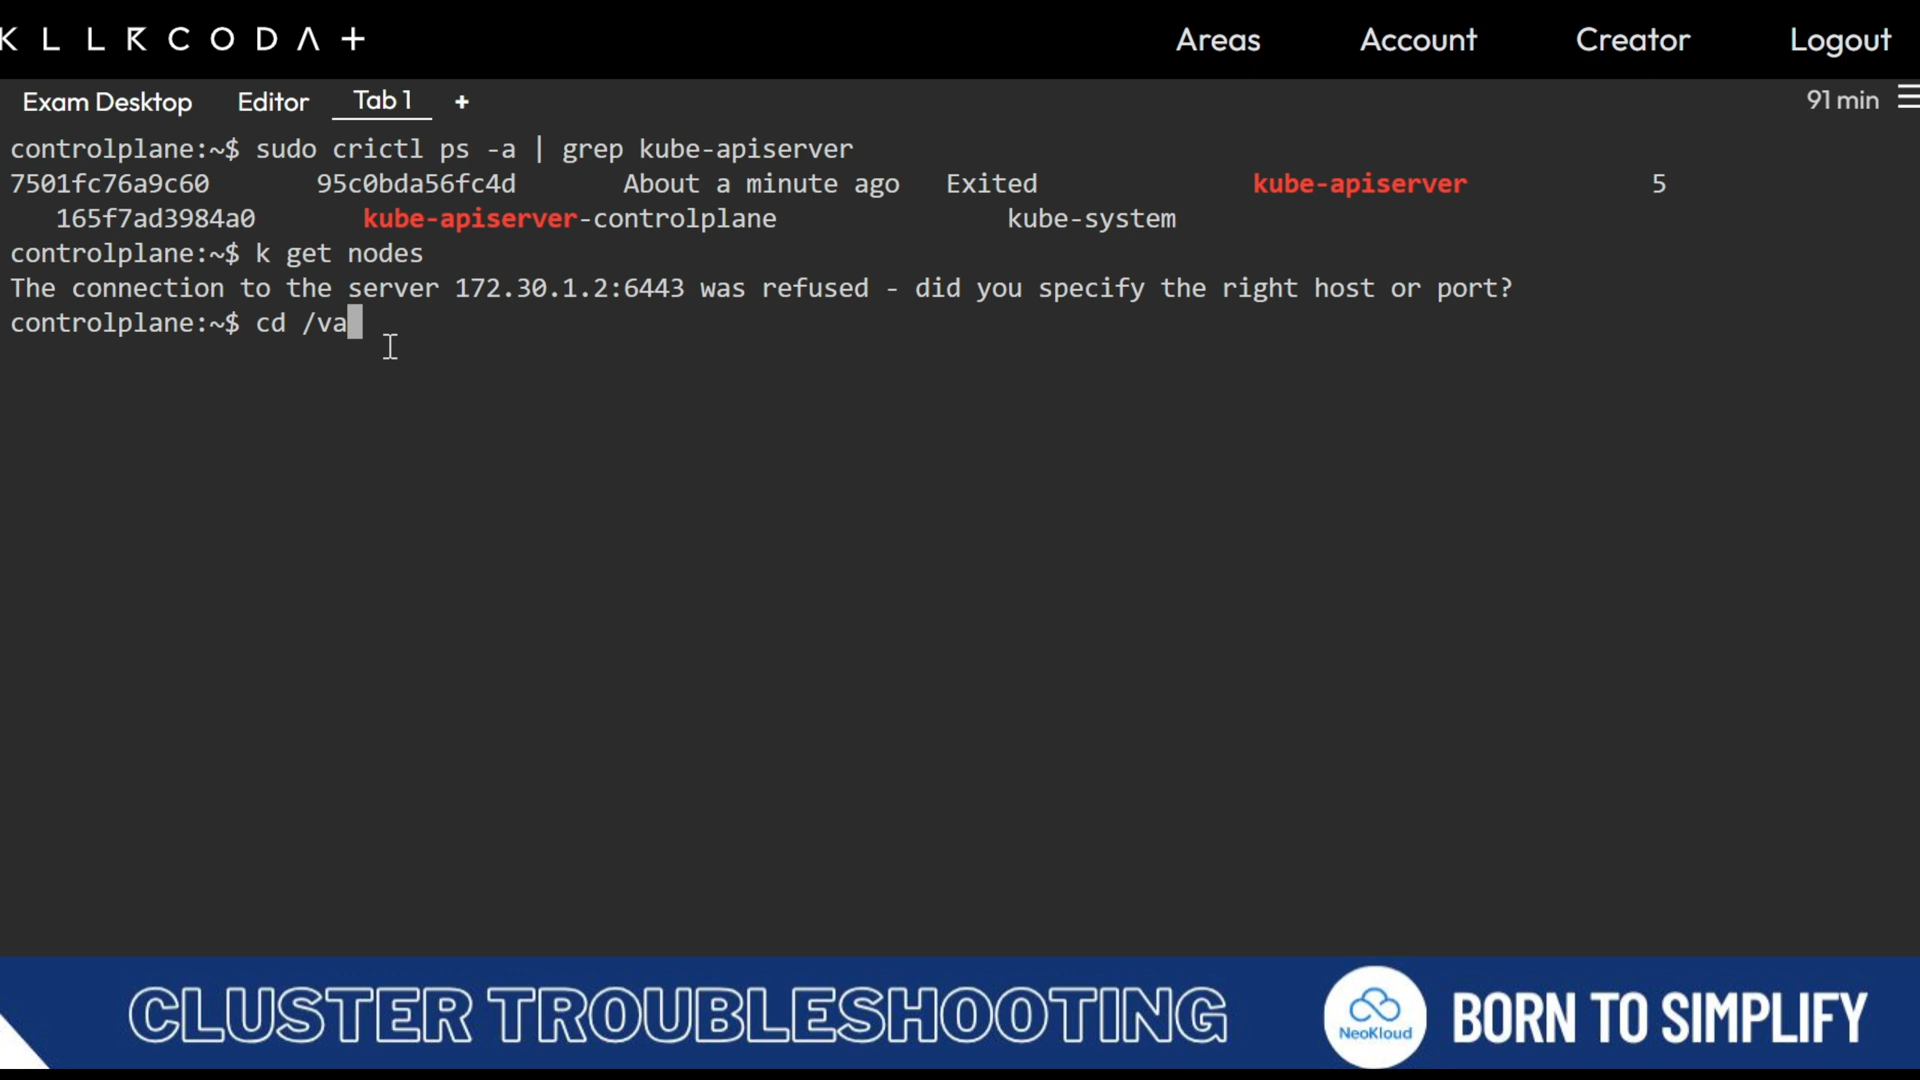 KLLRCODA+
Areas Account Creator Logout
Exam Desktop Editor Tab 1 + 91 min
controlplane:~$ sudo crictl ps -a | grep kube-apiserver
7501fc76a9c60 95c0bda56fc4d About a minute ago Exited kube-apiserver 5
165f7ad3984a0 kube-apiserver-controlplane kube-system
controlplane:~$ k get nodes
The connection to the server 172.30.1.2:6443 was refused - did you specify the right host or port?
controlplane:~$ cd /va
CLUSTER TROUBLESHOOTING
NeoKloud
BORN TO SIMPLIFY